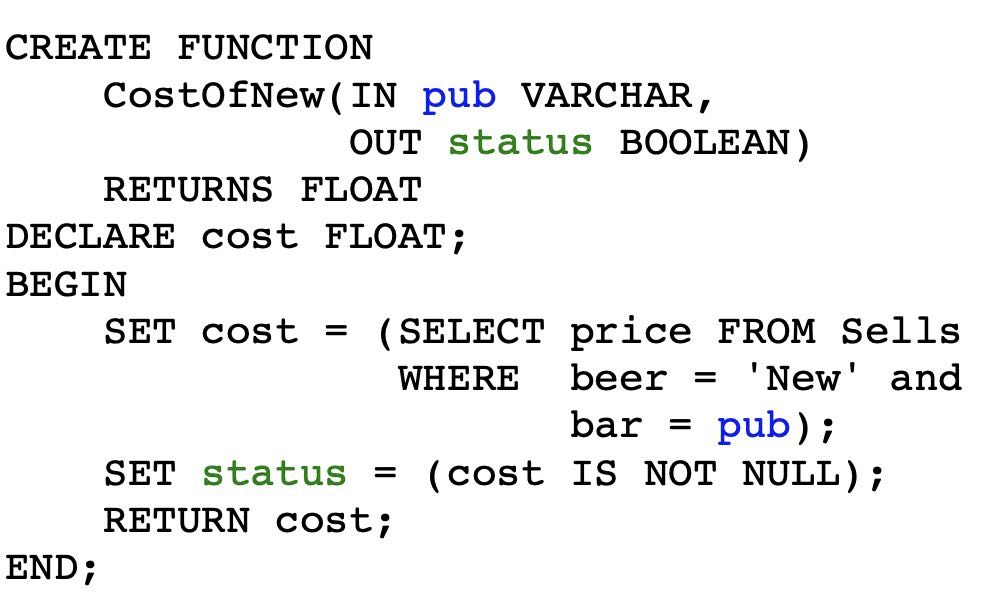 CREATE FUNCTION
    CostOfNew(IN pub VARCHAR,
              OUT status BOOLEAN)
    RETURNS FLOAT
DECLARE cost FLOAT;
BEGIN
    SET cost = (SELECT price FROM Sells
                WHERE  beer = 'New' and
                       bar = pub);
    SET status = (cost IS NOT NULL);
    RETURN cost;
END;